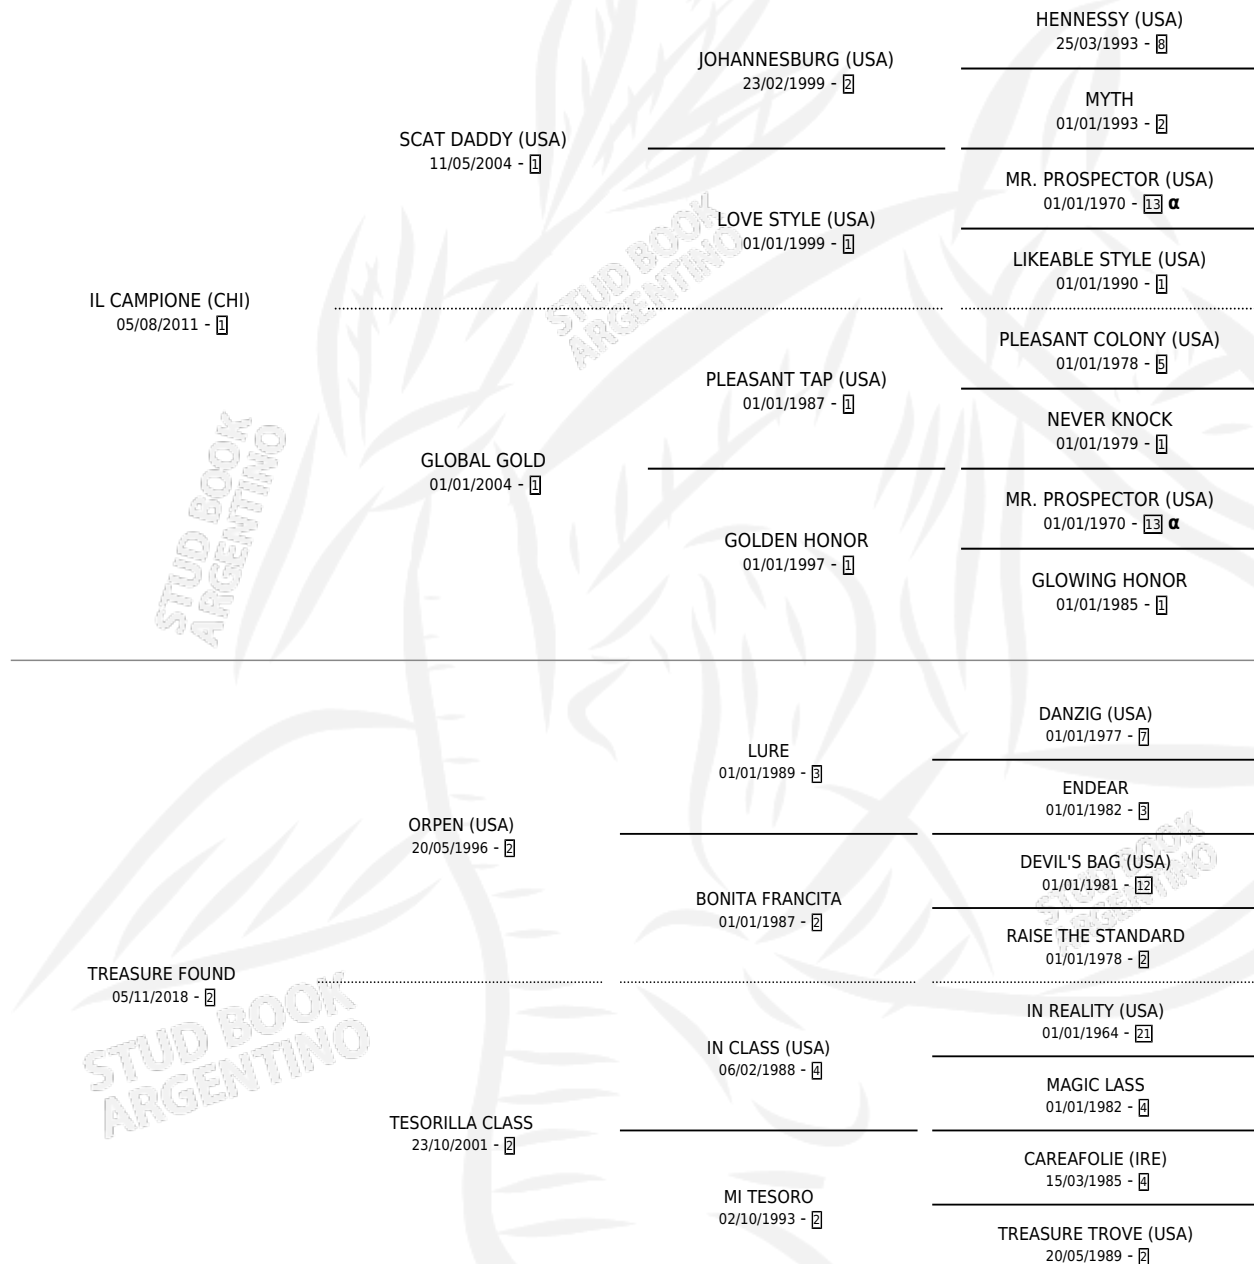 HENNESSY (USA)
25/03/1993 - 8
JOHANNESBURG (USA)
23/02/1999 - 2
MYTH
01/01/1993 - 2
SCAT DADDY (USA)
11/05/2004 - 1
MR. PROSPECTOR (USA)
01/01/1970 - 13 α
LOVE STYLE (USA)
01/01/1999 - 1
LIKEABLE STYLE (USA)
01/01/1990 - 1
IL CAMPIONE (CHI)
05/08/2011 - 1
PLEASANT COLONY (USA)
01/01/1978 - 5
PLEASANT TAP (USA)
01/01/1987 - 1
NEVER KNOCK
01/01/1979 - 1
GLOBAL GOLD
01/01/2004 - 1
MR. PROSPECTOR (USA)
01/01/1970 - 13 α
GOLDEN HONOR
01/01/1997 - 1
GLOWING HONOR
01/01/1985 - 1
DANZIG (USA)
01/01/1977 - 7
LURE
01/01/1989 - 3
ENDEAR
01/01/1982 - 3
ORPEN (USA)
20/05/1996 - 2
DEVIL'S BAG (USA)
01/01/1981 - 12
BONITA FRANCITA
01/01/1987 - 2
RAISE THE STANDARD
01/01/1978 - 2
TREASURE FOUND
05/11/2018 - 2
IN REALITY (USA)
01/01/1964 - 21
IN CLASS (USA)
06/02/1988 - 4
MAGIC LASS
01/01/1982 - 4
TESORILLA CLASS
23/10/2001 - 2
CAREAFOLIE (IRE)
15/03/1985 - 4
MI TESORO
02/10/1993 - 2
TREASURE TROVE (USA)
20/05/1989 - 2
STUD BOOK
ARGENTINO
STUD BOOK
ARGENTINO
STUD BOOK
ARGENTINO
STUD BOOK
ARGENTINO